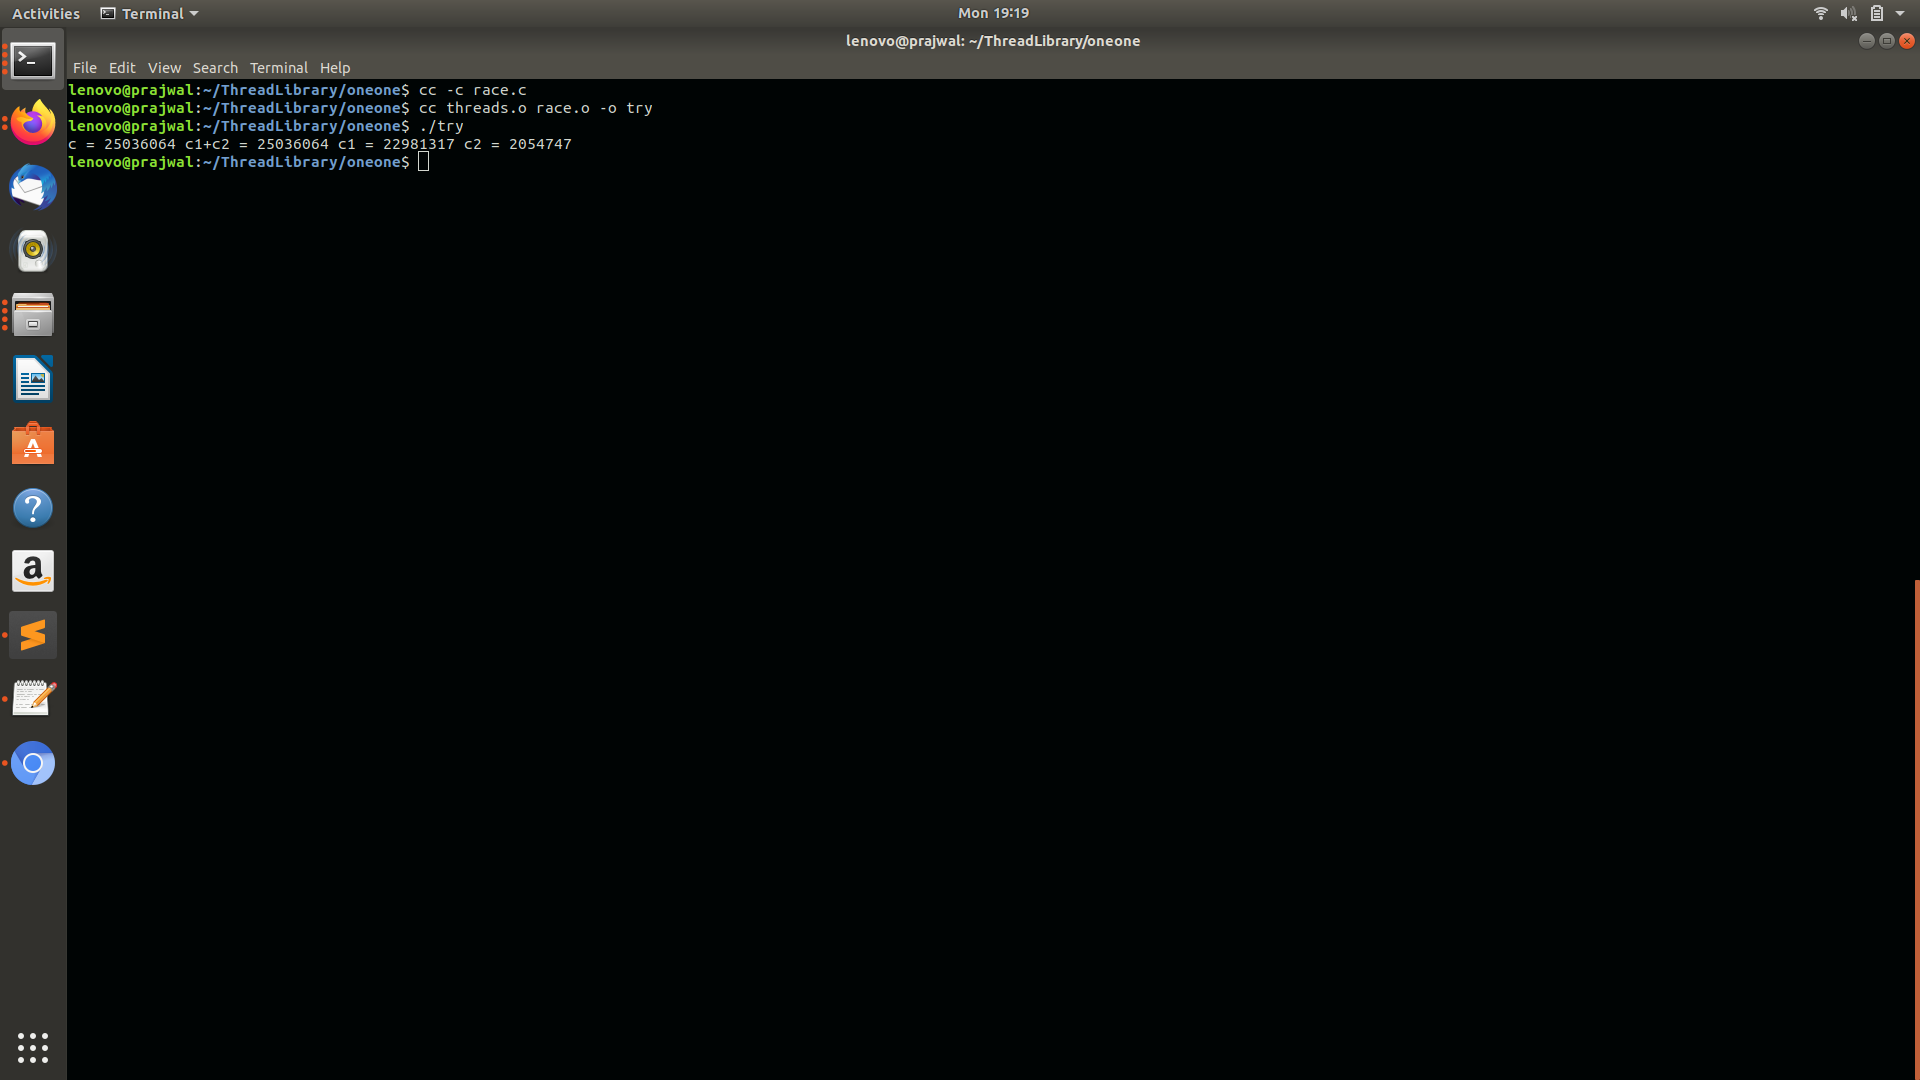 Activities Terminal Mon 19:19
lenovo@prajwal: ~/ThreadLibrary/oneone
File Edit View Search Terminal Help
lenovo@prajwal:~/ThreadLibrary/oneone$ cc -c race.c
lenovo@prajwal:~/ThreadLibrary/oneone$ cc threads.o race.o -o try
lenovo@prajwal:~/ThreadLibrary/oneone$ ./try
c = 25036064 c1+c2 = 25036064 c1 = 22981317 c2 = 2054747
lenovo@prajwal:~/ThreadLibrary/oneone$